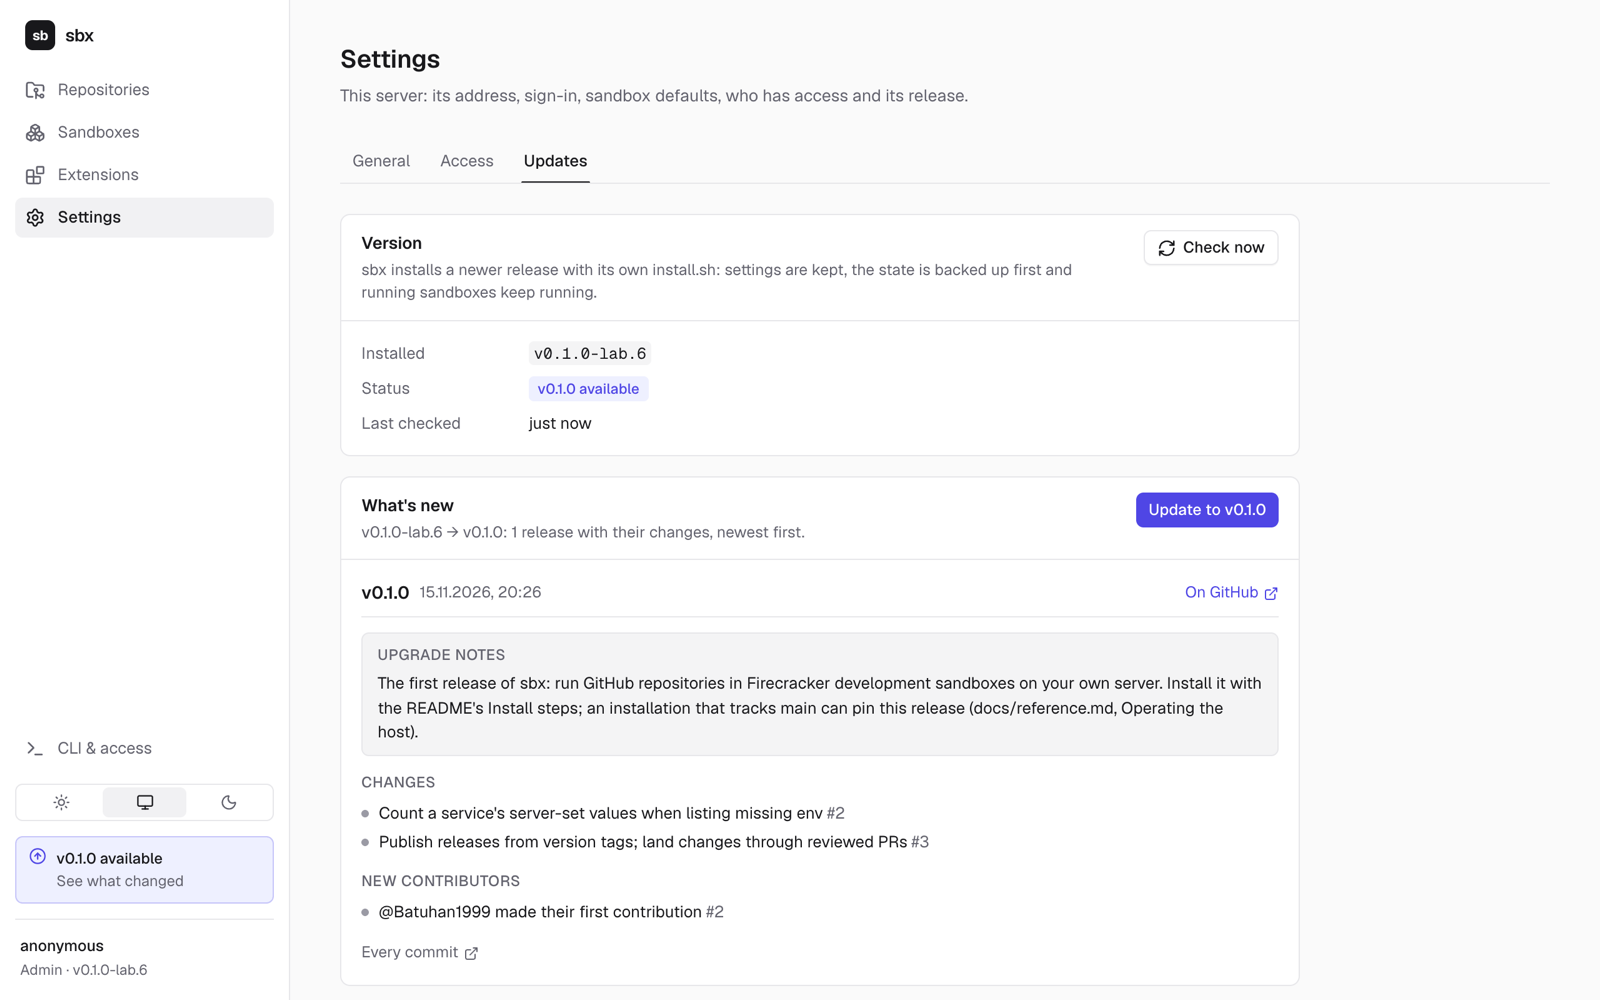 sb sbx
Repositories
Sandboxes
Extensions
Settings
CLI & access
v0.1.0 available
See what changed
anonymous
Admin · v0.1.0-lab.6
Settings
This server: its address, sign-in, sandbox defaults, who has access and its release.
General Access Updates
Version
Check now
sbx installs a newer release with its own install.sh: settings are kept, the state is backed up first and
running sandboxes keep running.
Installed v0.1.0-lab.6
Status v0.1.0 available
Last checked just now
What's new
Update to v0.1.0
v0.1.0-lab.6 → v0.1.0: 1 release with their changes, newest first.
v0.1.0 15.11.2026, 20:26 On GitHub
UPGRADE NOTES
The first release of sbx: run GitHub repositories in Firecracker development sandboxes on your own server. Install it with
the README's Install steps; an installation that tracks main can pin this release (docs/reference.md, Operating the
host).
CHANGES
Count a service's server-set values when listing missing env #2
Publish releases from version tags; land changes through reviewed PRs #3
NEW CONTRIBUTORS
@Batuhan1999 made their first contribution #2
Every commit